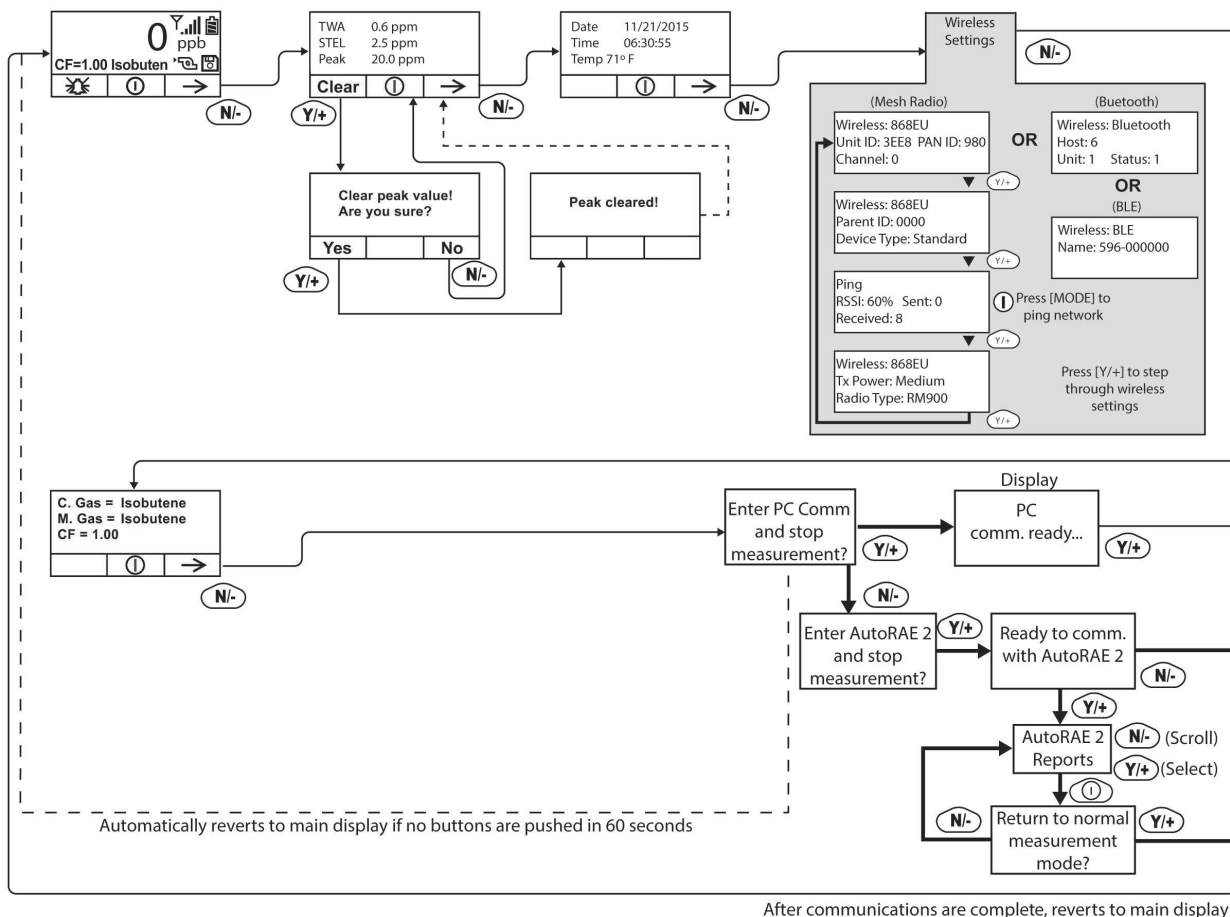 0
ppb
CF=1.00 Isobuten
N/-
TWA 0.6 ppm
STEL 2.5 ppm
Peak 20.0 ppm
Clear
N/-
Y/+
Date 11/21/2015
Time 06:30:55
Temp 71º F
N/-
Clear peak value!
Are you sure?
Yes No
Y/+
N/-
Peak cleared!
Wireless
Settings
N/-
(Mesh Radio)
Wireless: 868EU
Unit ID: 3EE8 PAN ID: 980
Channel: 0
Y/+
OR
(Buetooth)
Wireless: Bluetooth
Host: 6
Unit: 1 Status: 1
OR
(BLE)
Wireless: BLE
Name: 596-000000
Wireless: 868EU
Parent ID: 0000
Device Type: Standard
Y/+
Ping
RSSI: 60% Sent: 0
Received: 8
Y/+
Press [MODE] to
ping network
Wireless: 868EU
Tx Power: Medium
Radio Type: RM900
Y/+
Press [Y/+] to step
through wireless
settings
C. Gas = Isobutene
M. Gas = Isobutene
CF = 1.00
N/-
Enter PC Comm
and stop
measurement?
Y/+
N/-
Display
PC
comm. ready...
Y/+
Enter AutoRAE 2
and stop
measurement?
Y/+
Ready to comm.
with AutoRAE 2
N/-
Y/+
AutoRAE 2
Reports
N/- (Scroll)
Y/+ (Select)
Return to normal
measurement
mode?
N/-
Y/+
Automatically reverts to main display if no buttons are pushed in 60 seconds
After communications are complete, reverts to main display